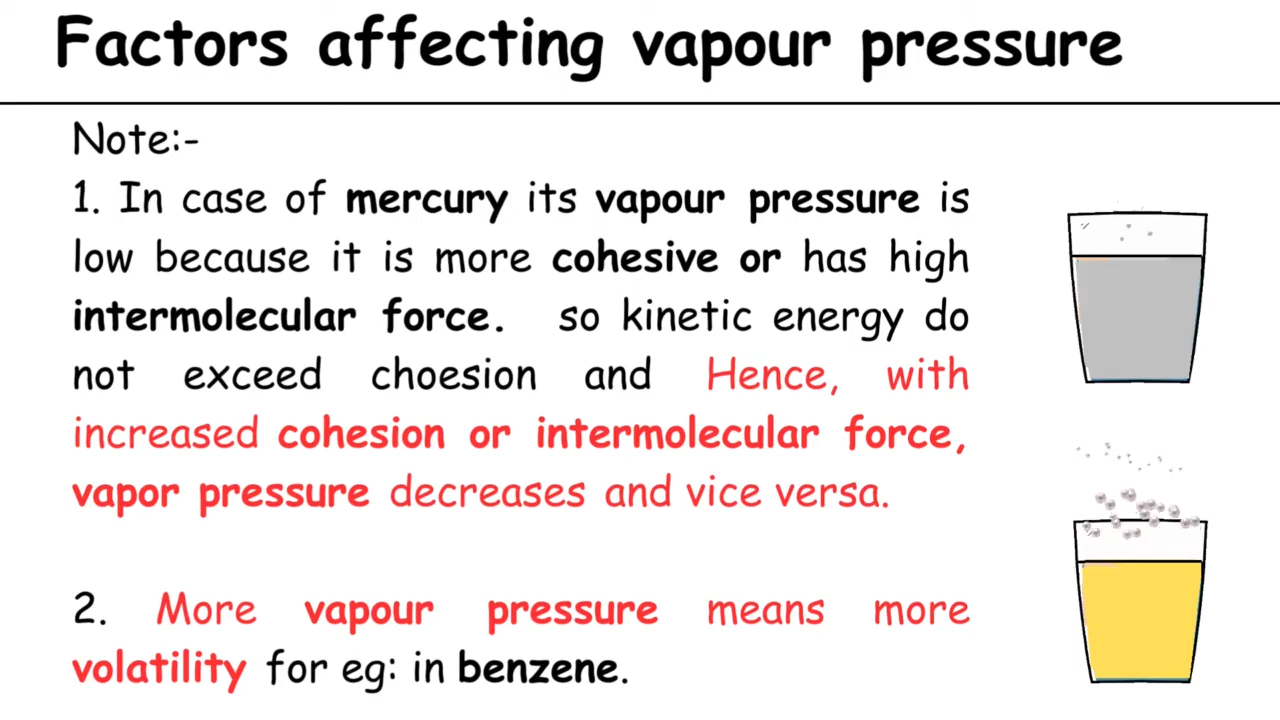 Factors affecting vapour pressure
Note:-
1. In case of mercury its vapour pressure is
low because it is more cohesive or has high
intermolecular force. so kinetic energy do
not exceed choesion and Hence, with
increased cohesion or intermolecular force,
vapor pressure decreases and vice versa.
2. More vapour pressure means more
volatility for eg: in benzene.